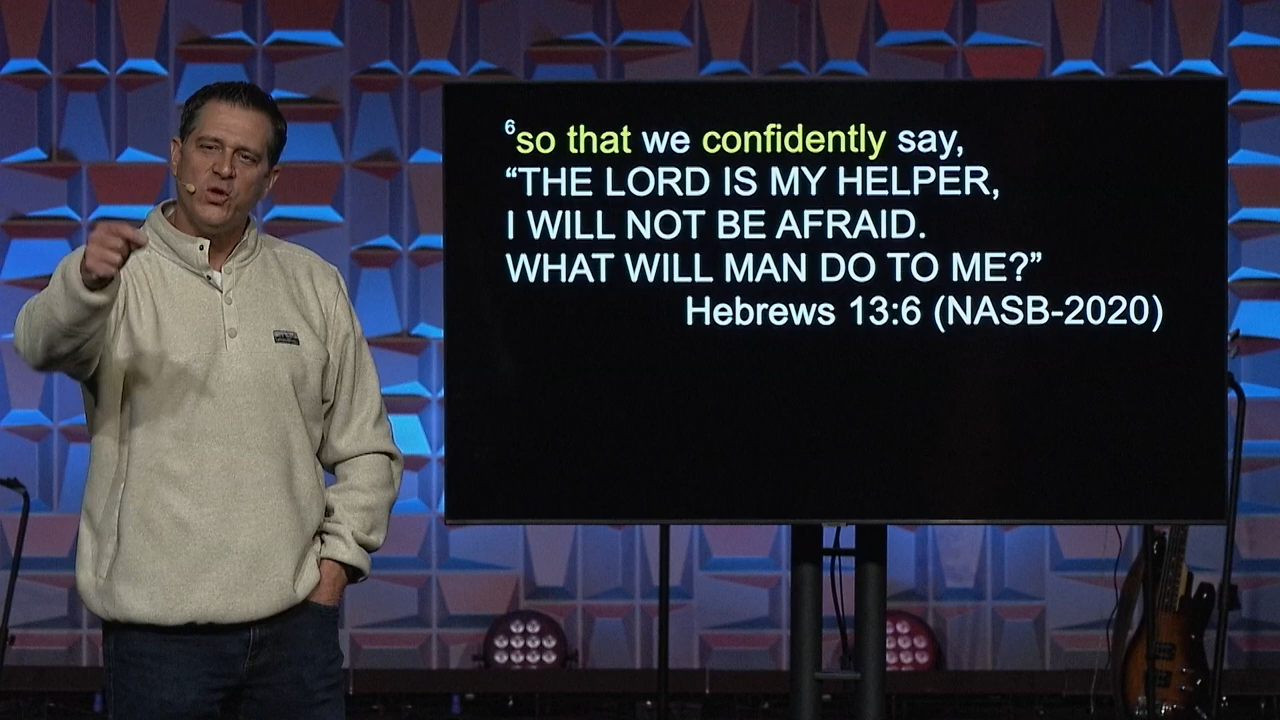 ⁶so that we confidently say,
“THE LORD IS MY HELPER,
I WILL NOT BE AFRAID.
WHAT WILL MAN DO TO ME?”
Hebrews 13:6 (NASB-2020)